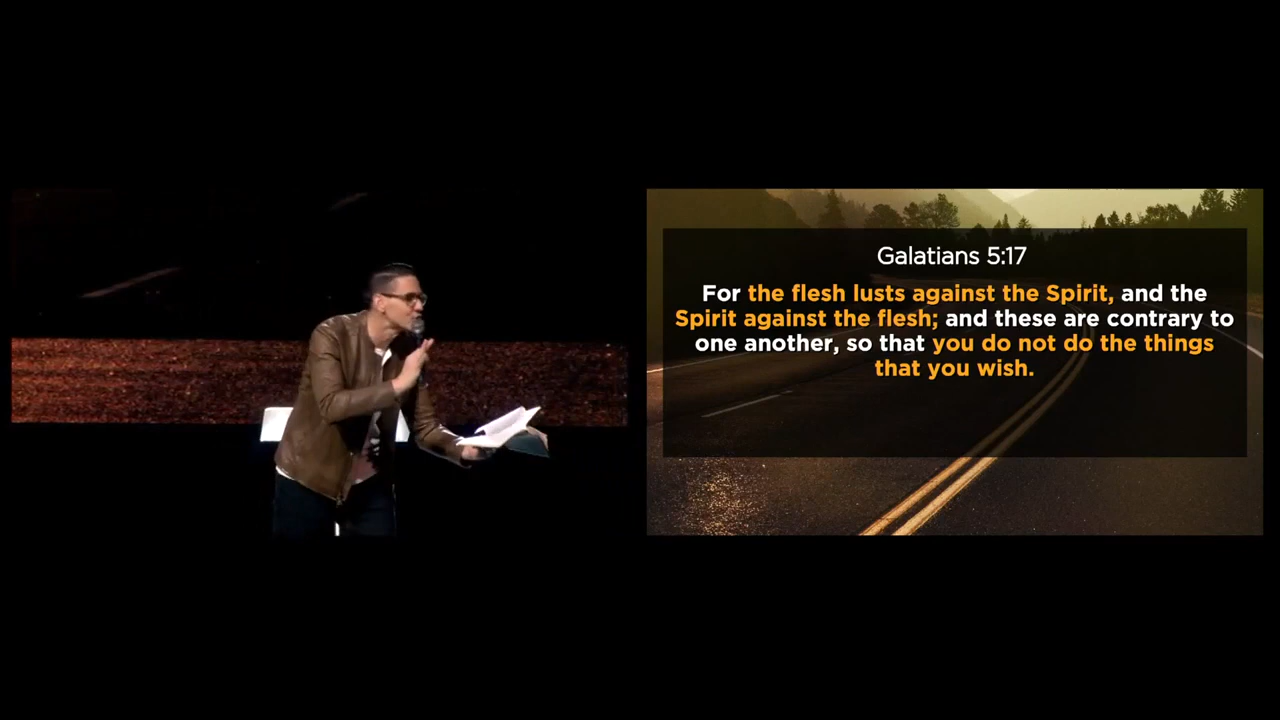 Galatians 5:17
For the flesh lusts against the Spirit, and the
Spirit against the flesh; and these are contrary to
one another, so that you do not do the things
that you wish.